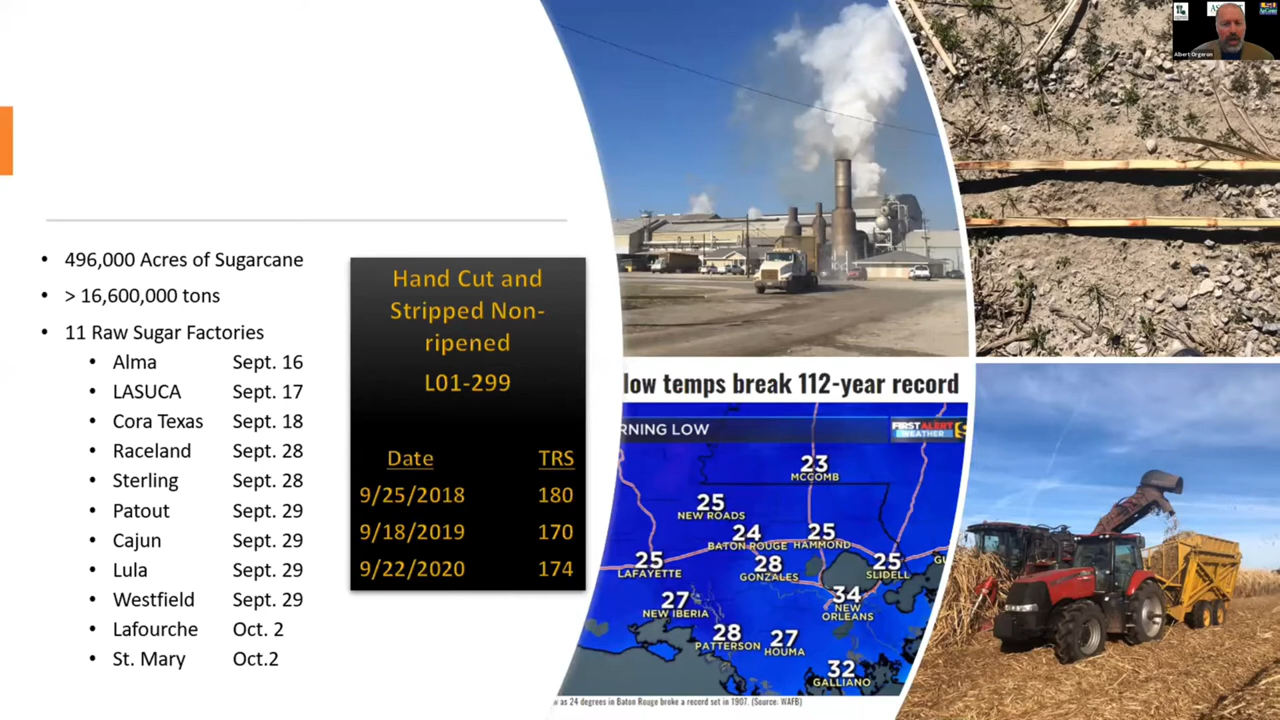 • 496,000 Acres of Sugarcane
• > 16,600,000 tons
• 11 Raw Sugar Factories
• Alma Sept. 16
• LASUCA Sept. 17
• Cora Texas Sept. 18
• Raceland Sept. 28
• Sterling Sept. 28
• Patout Sept. 29
• Cajun Sept. 29
• Lula Sept. 29
• Westfield Sept. 29
• Lafourche Oct. 2
• St. Mary Oct.2
Hand Cut and
Stripped Non-
ripened
L01-299
Date TRS
9/25/2018 180
9/18/2019 170
9/22/2020 174
low temps break 112-year record
RNING LOW
FIRST ALERT
WEATHER
23
MCCOMB
25
NEW ROADS
24
BATON ROUGE
25
HAMMOND
25
LAFAYETTE
28
GONZALES
25
SLIDELL
27
NEW IBERIA
34
NEW
ORLEANS
28
PATTERSON
27
HOUMA
32
GALLIANO
as 24 degrees in Baton Rouge broke a record set in 1907. (Source: WAFB)
Albert Orgeron